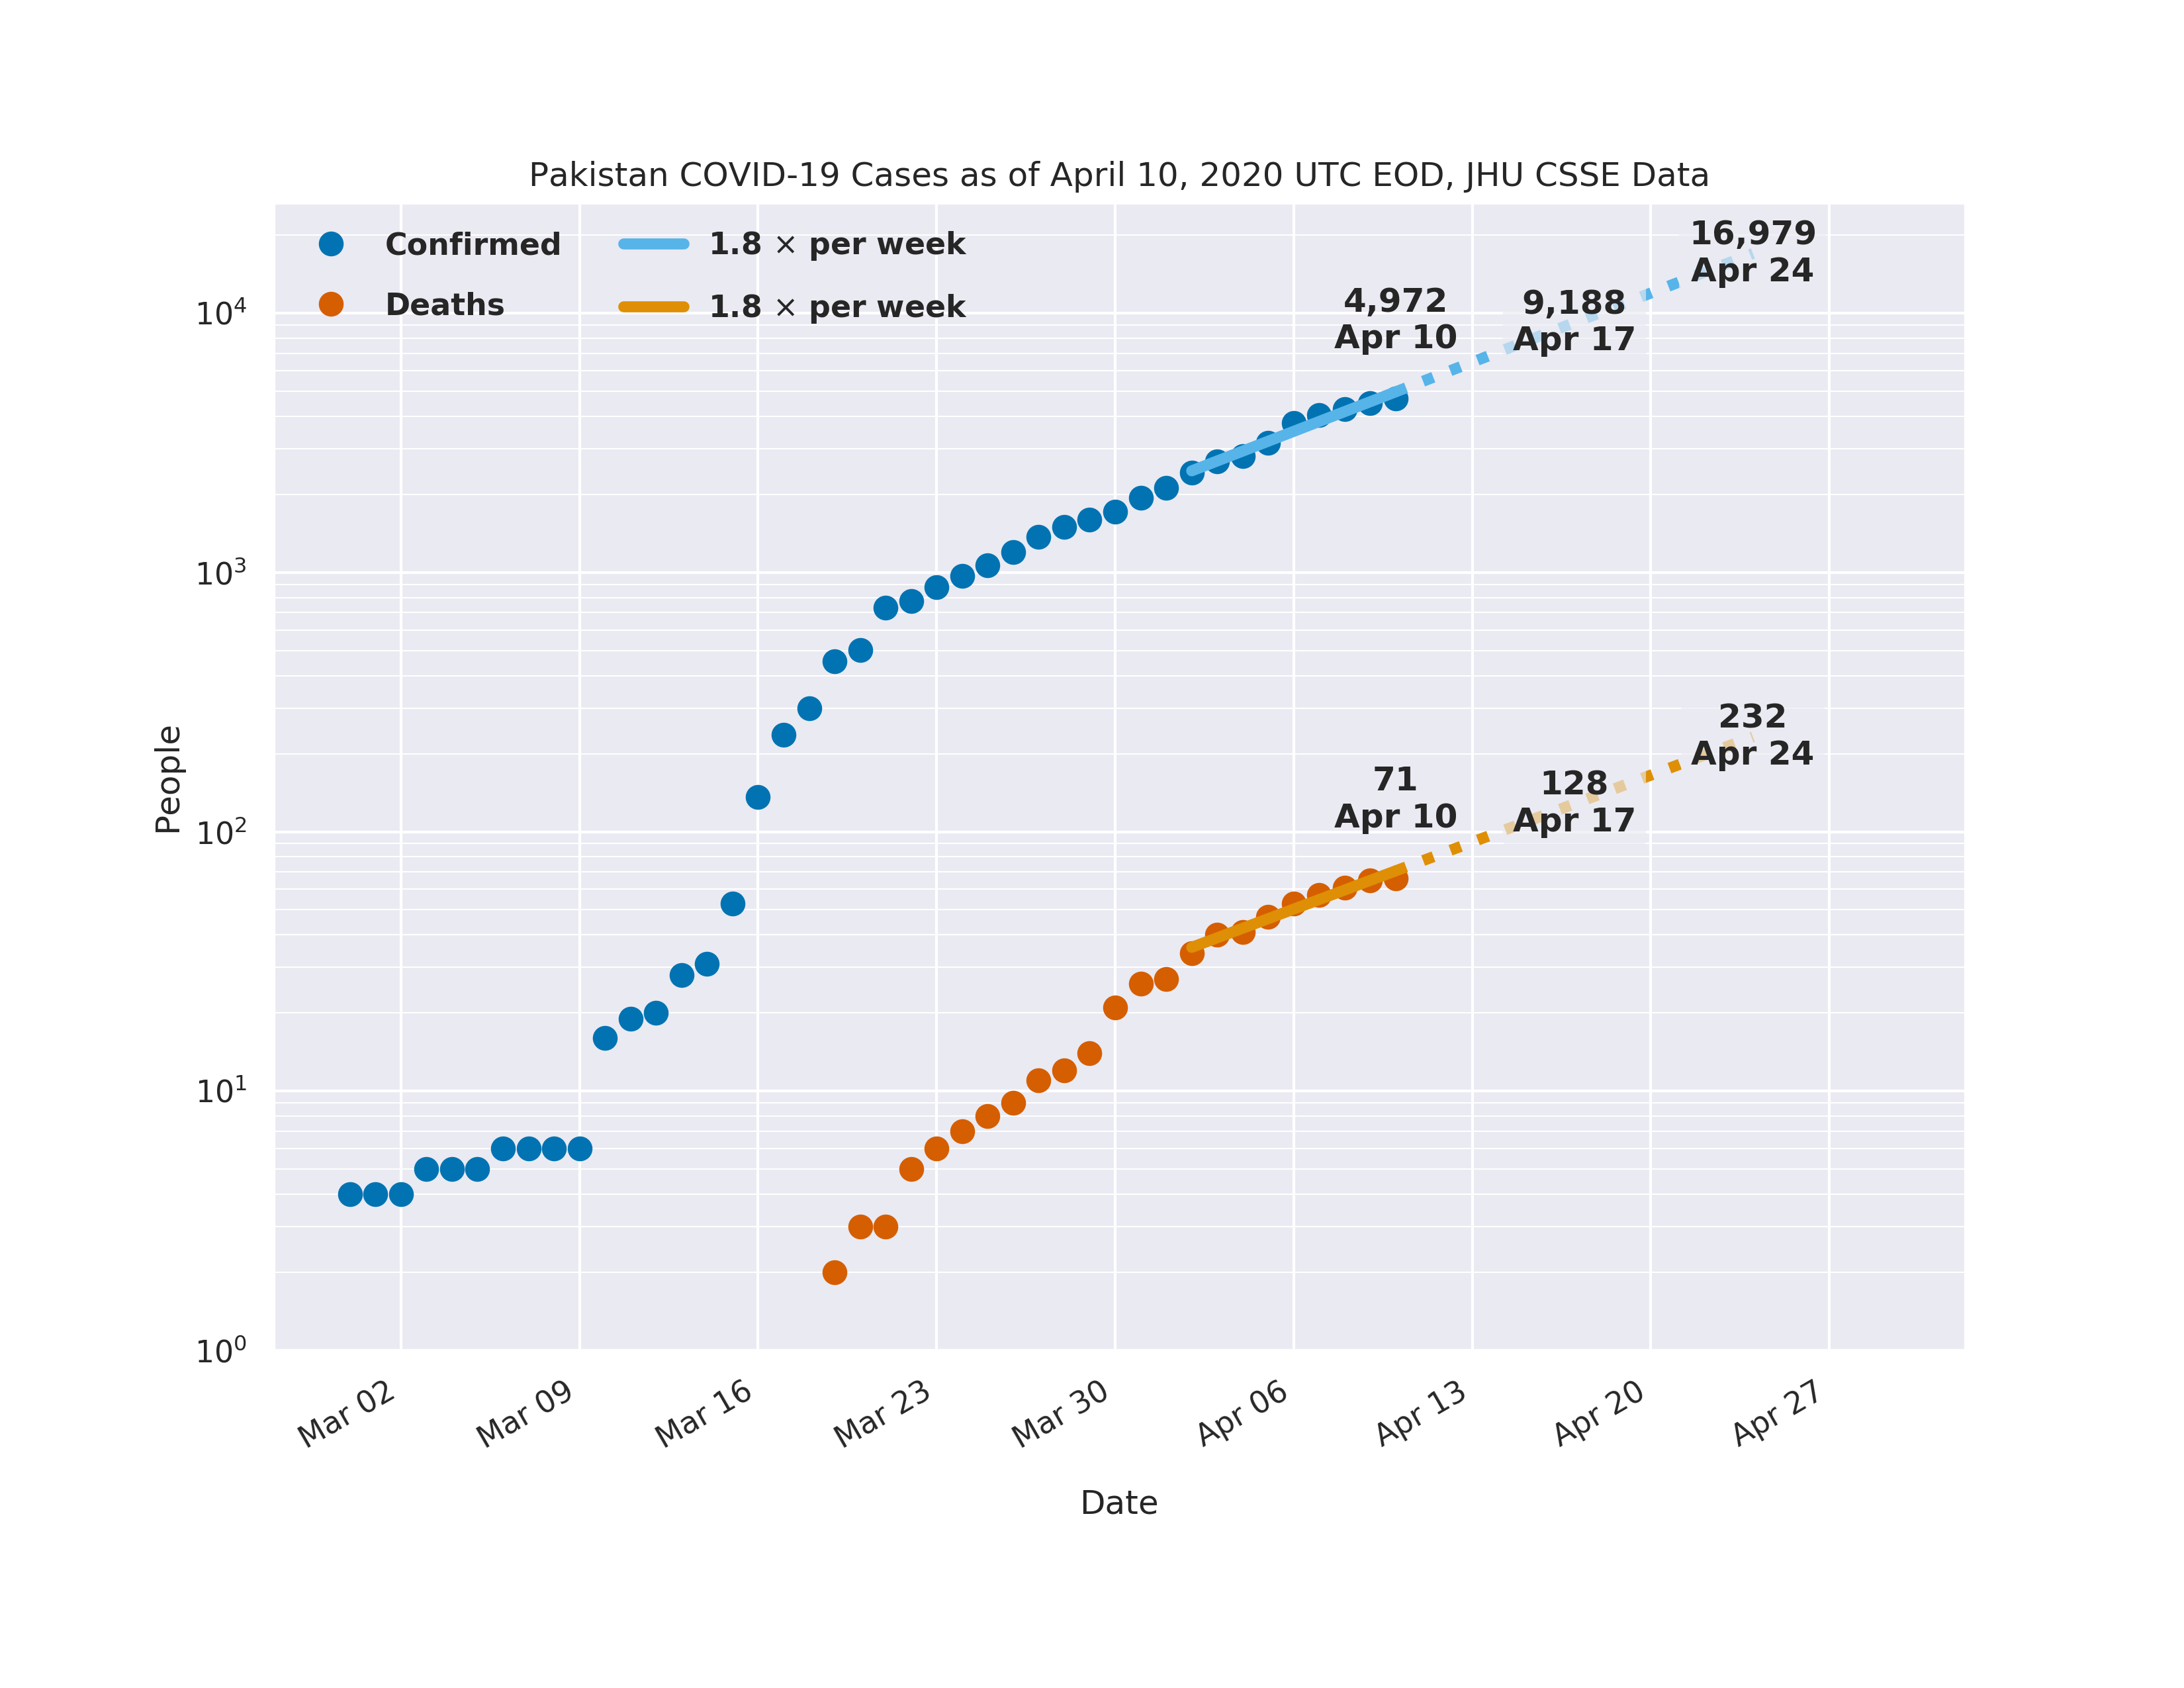 Pakistan COVID-19 Cases as of April 10, 2020 UTC EOD, JHU CSSE Data
Confirmed
Deaths
1.8 × per week
1.8 × per week
16,979
Apr 24
4,972
Apr 10
9,188
Apr 17
232
Apr 24
71
Apr 10
128
Apr 17
People
10⁴
10³
10²
10¹
10⁰
Mar 02
Mar 09
Mar 16
Mar 23
Mar 30
Apr 06
Apr 13
Apr 20
Apr 27
Date